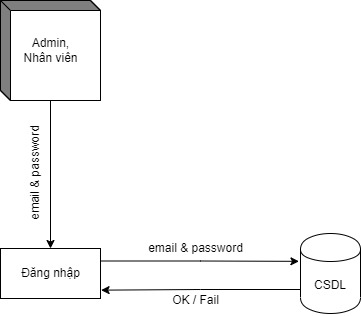 Admin,
Nhân viên
email & password
email & password
Đăng nhập
CSDL
OK / Fail